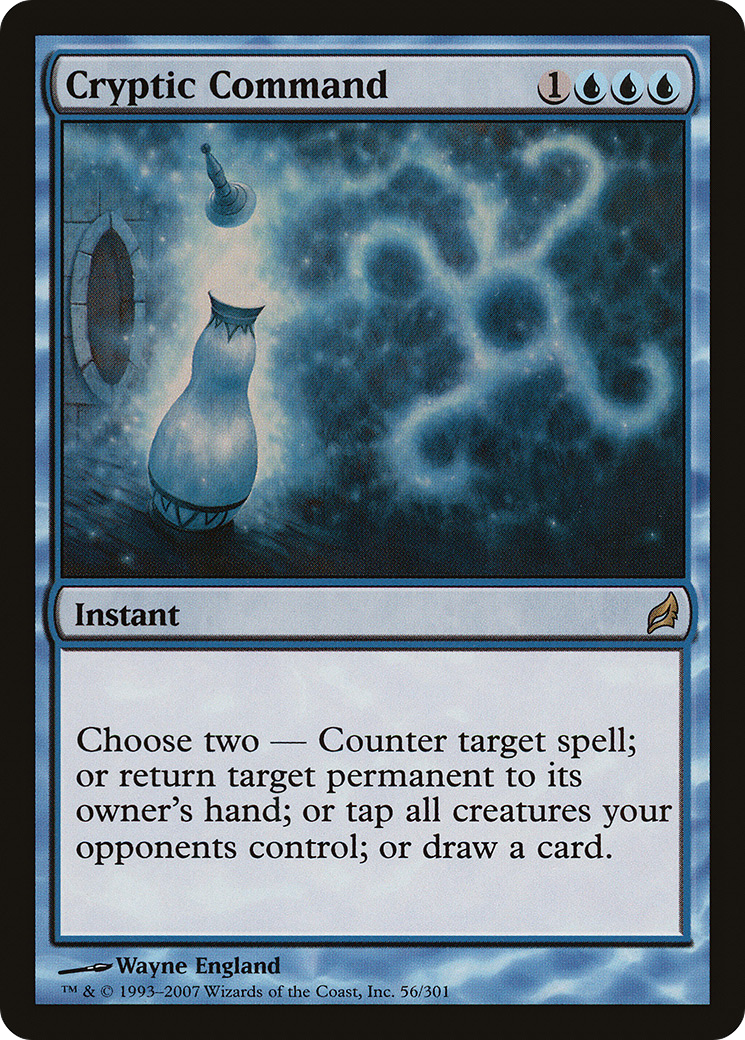 Cryptic Command 1
Instant
Choose two — Counter target spell;
or return target permanent to its
owner's hand; or tap all creatures your
opponents control; or draw a card.
Wayne England
™ & © 1993–2007 Wizards of the Coast, Inc. 56/301